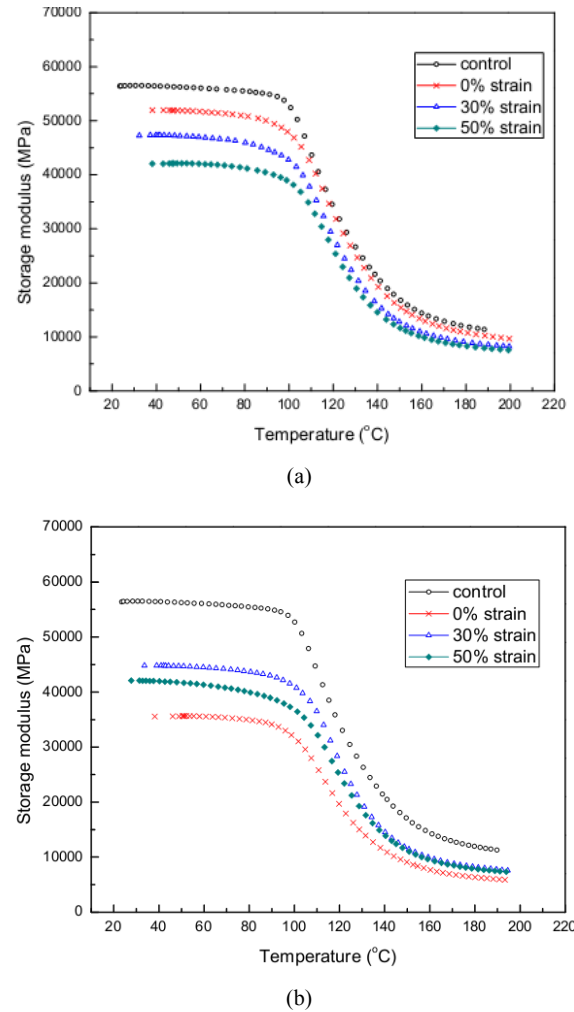 70000
60000
50000
40000
30000
20000
10000
0
Storage modulus (MPa)
control
0% strain
30% strain
50% strain
20 40 60 80 100 120 140 160 180 200 220
Temperature (°C)
(a)
70000
60000
50000
40000
30000
20000
10000
0
Storage modulus (MPa)
control
0% strain
30% strain
50% strain
20 40 60 80 100 120 140 160 180 200 220
Temperature (°C)
(b)